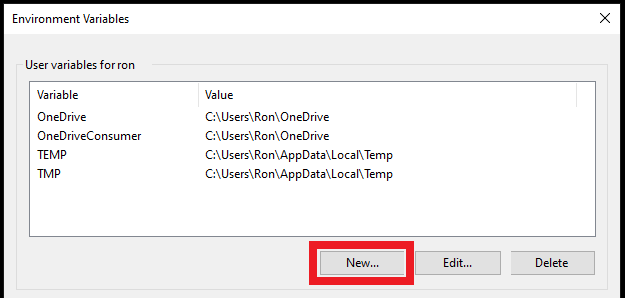 Environment Variables
User variables for ron
Variable Value
OneDrive C:\Users\Ron\OneDrive
OneDriveConsumer C:\Users\Ron\OneDrive
TEMP C:\Users\Ron\AppData\Local\Temp
TMP C:\Users\Ron\AppData\Local\Temp
New... Edit... Delete